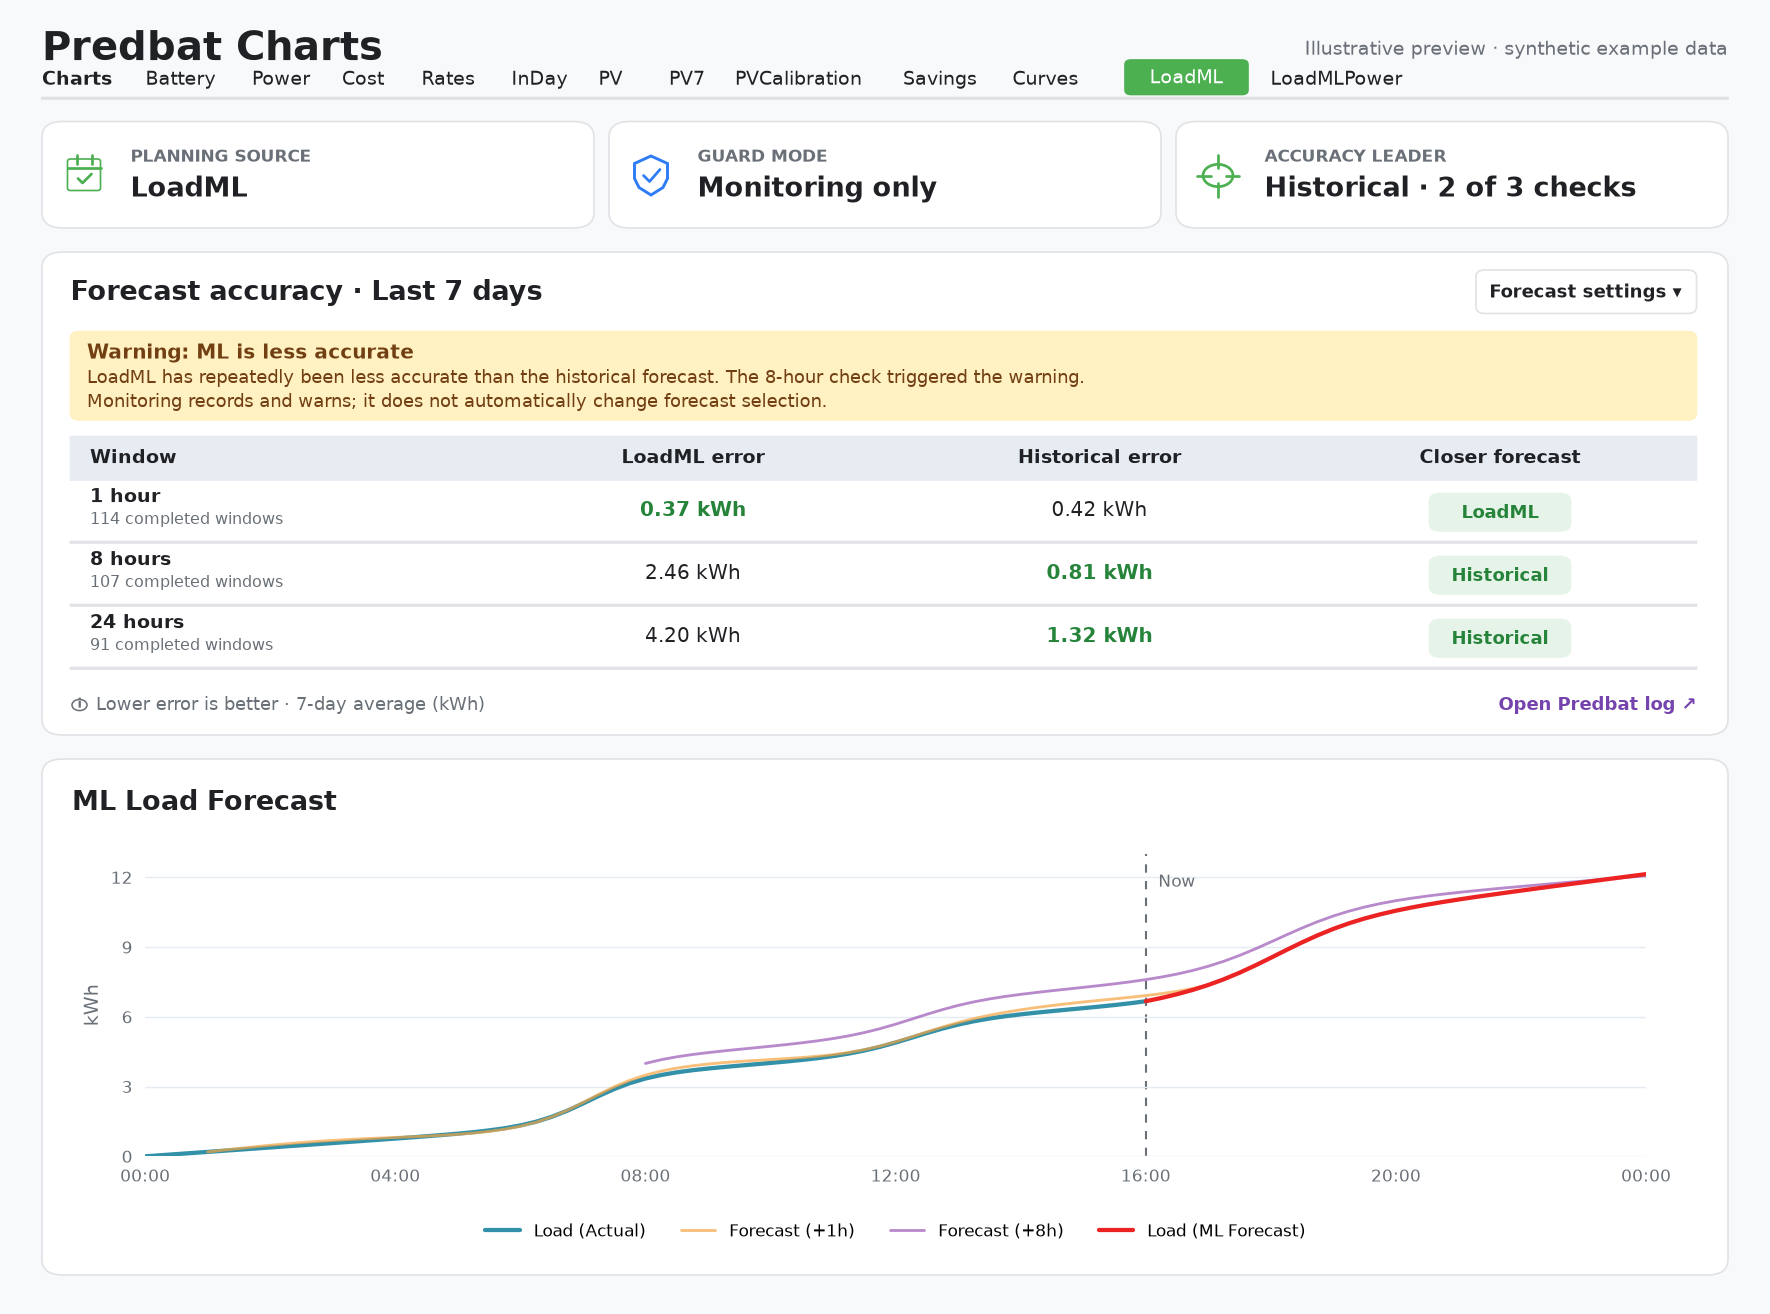 Predbat Charts
Illustrative preview · synthetic example data
Charts Battery Power Cost Rates InDay PV PV7 PVCalibration Savings Curves LoadML LoadMLPower
PLANNING SOURCE
LoadML
GUARD MODE
Monitoring only
ACCURACY LEADER
Historical · 2 of 3 checks
Forecast accuracy · Last 7 days
Forecast settings ▾
Warning: ML is less accurate
LoadML has repeatedly been less accurate than the historical forecast. The 8-hour check triggered the warning.
Monitoring records and warns; it does not automatically change forecast selection.
Window LoadML error Historical error Closer forecast
1 hour
114 completed windows
0.37 kWh 0.42 kWh LoadML
8 hours
107 completed windows
2.46 kWh 0.81 kWh Historical
24 hours
91 completed windows
4.20 kWh 1.32 kWh Historical
Lower error is better · 7-day average (kWh)
Open Predbat log ↗
ML Load Forecast
Now
kWh
12
9
6
3
0
00:00 04:00 08:00 12:00 16:00 20:00 00:00
Load (Actual) Forecast (+1h) Forecast (+8h) Load (ML Forecast)